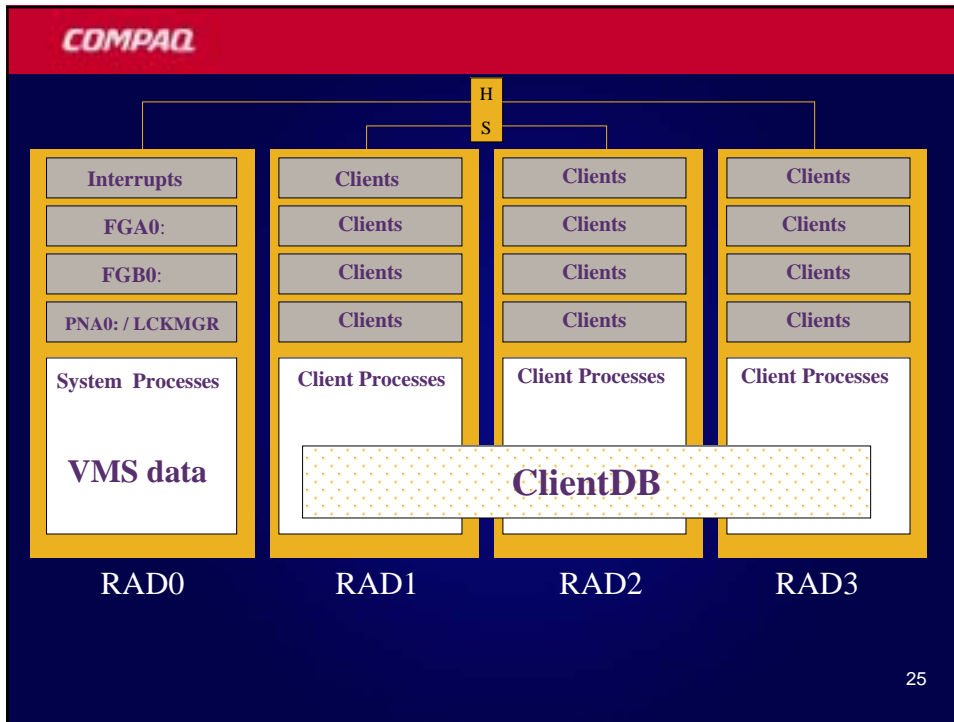 COMPAQ
H
S
Interrupts
FGA0:
FGB0:
PNA0: / LCKMGR
System Processes
VMS data
Clients
Clients
Clients
Clients
Client Processes
Clients
Clients
Clients
Clients
Client Processes
Clients
Clients
Clients
Clients
Client Processes
ClientDB
RAD0
RAD1
RAD2
RAD3
25